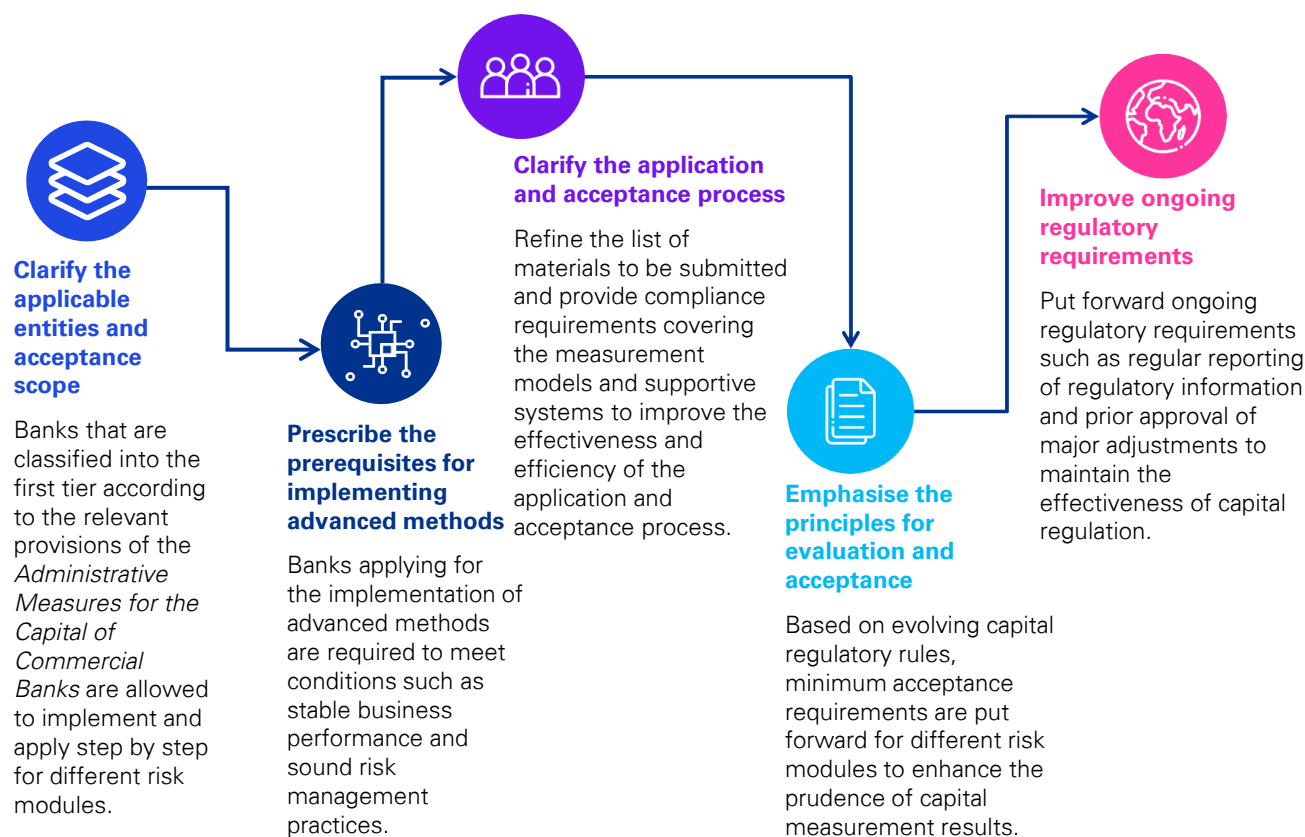 Clarify the
applicable
entities and
acceptance
scope
Banks that are
classified into the
first tier according
to the relevant
provisions of the
Administrative
Measures for the
Capital of
Commercial
Banks are allowed
to implement and
apply step by step
for different risk
modules.
Prescribe the
prerequisites for
implementing
advanced methods
Banks applying for
the implementation of
advanced methods
are required to meet
conditions such as
stable business
performance and
sound risk
management
practices.
Clarify the application
and acceptance process
Refine the list of
materials to be submitted
and provide compliance
requirements covering
the measurement
models and supportive
systems to improve the
effectiveness and
efficiency of the
application and
acceptance process.
Emphasise the
principles for
evaluation and
acceptance
Based on evolving capital
regulatory rules,
minimum acceptance
requirements are put
forward for different risk
modules to enhance the
prudence of capital
measurement results.
Improve ongoing
regulatory
requirements
Put forward ongoing
regulatory requirements
such as regular reporting
of regulatory information
and prior approval of
major adjustments to
maintain the
effectiveness of capital
regulation.